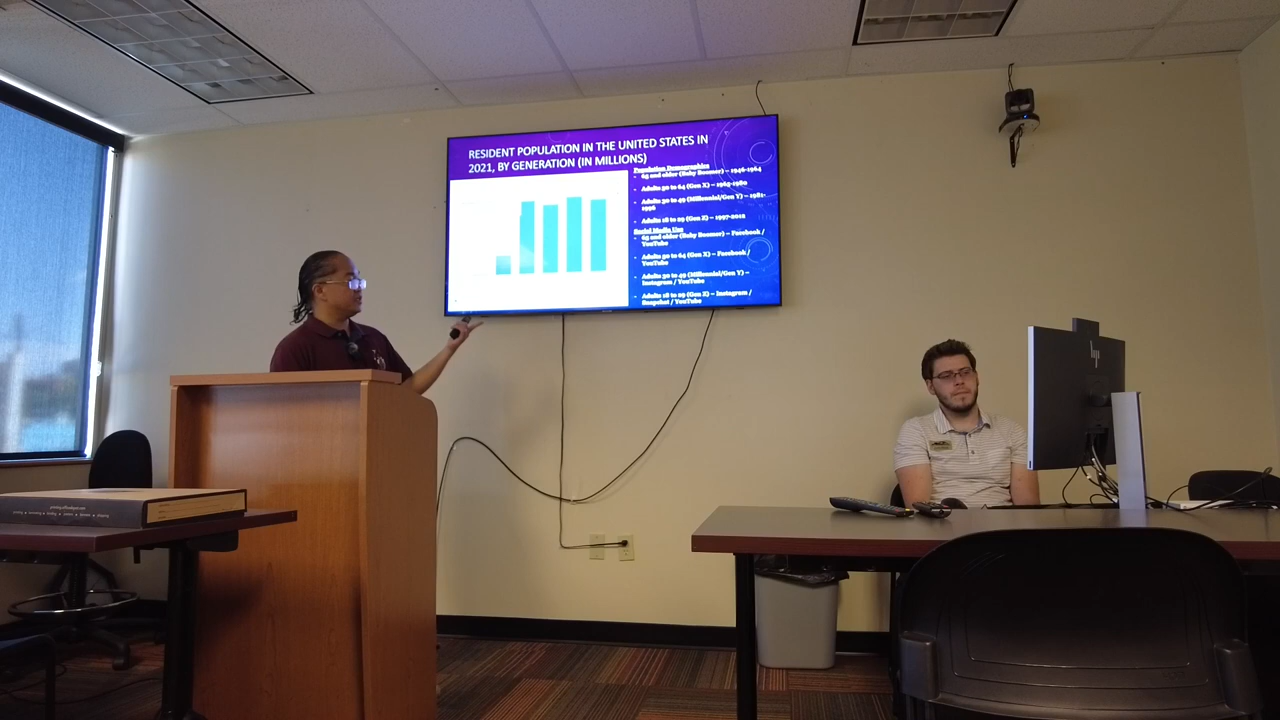 RESIDENT POPULATION IN THE UNITED STATES IN
2021, BY GENERATION (IN MILLIONS)
Population Demographics
65 and older (Baby Boomer) – 1946-1964
Adults 50 to 64 (Gen X) – 1965-1980
Adults 30 to 49 (Millennial/Gen Y) – 1981-
1996
Adults 18 to 29 (Gen Z) – 1997-2012
Social Media Use
65 and older (Baby Boomer) – Facebook /
YouTube
Adults 50 to 64 (Gen X) – Facebook /
YouTube
Adults 30 to 49 (Millennial/Gen Y) –
Instagram / YouTube
Adults 18 to 29 (Gen Z) – Instagram /
Snapchat / YouTube
hp